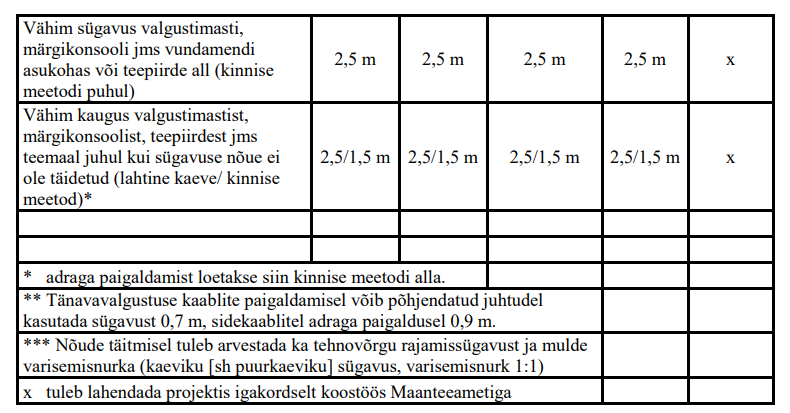 Vähim sügavus valgustimasti,
märgikonsooli jms vundamendi
asukohas või teepiirde all (kinnise
meetodi puhul)
2,5 m
2,5 m
2,5 m
2,5 m
x
Vähim kaugus valgustimastist,
märgikonsoolist, teepiirdest jms
teemaal juhul kui sügavuse nõue ei
ole täidetud (lahtine kaeve/ kinnise
meetod)*
2,5/1,5 m
2,5/1,5 m
2,5/1,5 m
2,5/1,5 m
x
* adraga paigaldamist loetakse siin kinnise meetodi alla.
** Tänavavalgustuse kaablite paigaldamisel võib põhjendatud juhtudel
kasutada sügavust 0,7 m, sidekaablitel adraga paigaldusel 0,9 m.
*** Nõude täitmisel tuleb arvestada ka tehnovõrgu rajamissügavust ja mulde
varisemisnurka (kaeviku [sh puurkaeviku] sügavus, varisemisnurk 1:1)
x tuleb lahendada projektis igakordselt koostöös Maanteeametiga